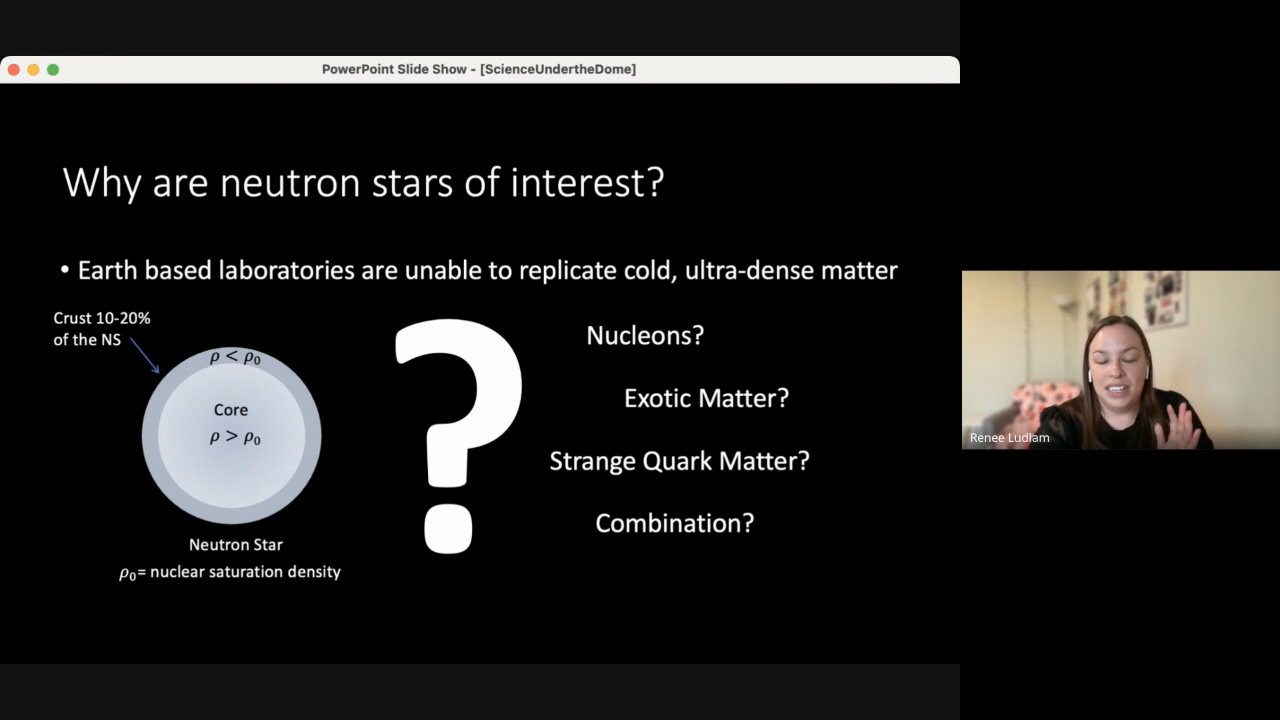 PowerPoint Slide Show - [ScienceUndertheDome]
Why are neutron stars of interest?
• Earth based laboratories are unable to replicate cold, ultra-dense matter
Crust 10-20%
of the NS
ρ < ρ₀
Core
ρ > ρ₀
Neutron Star
ρ₀= nuclear saturation density
?
Nucleons?
Exotic Matter?
Strange Quark Matter?
Combination?
Renee Ludlam